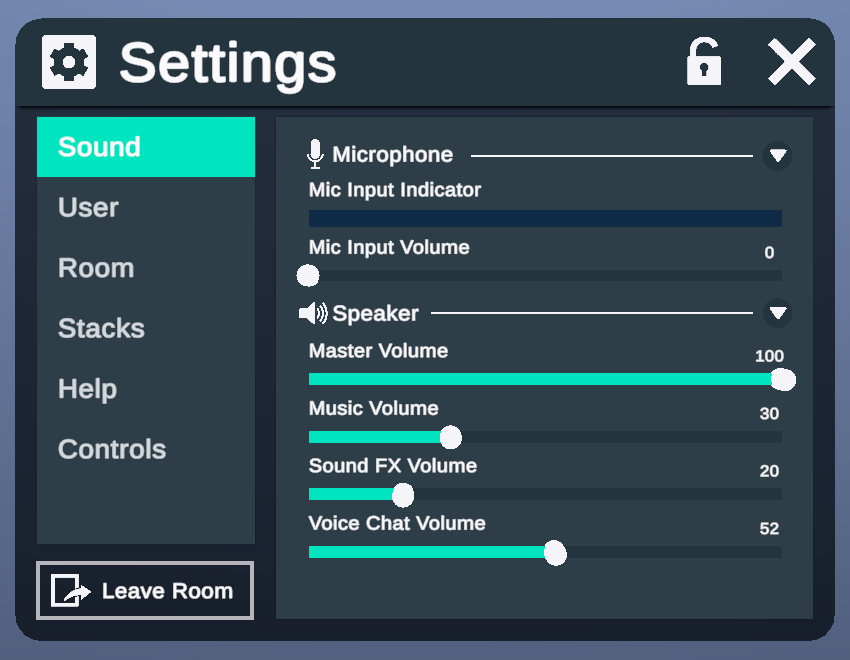 Settings
Sound
User
Room
Stacks
Help
Controls
Leave Room
Microphone
Mic Input Indicator
Mic Input Volume 0
Speaker
Master Volume 100
Music Volume 30
Sound FX Volume 20
Voice Chat Volume 52